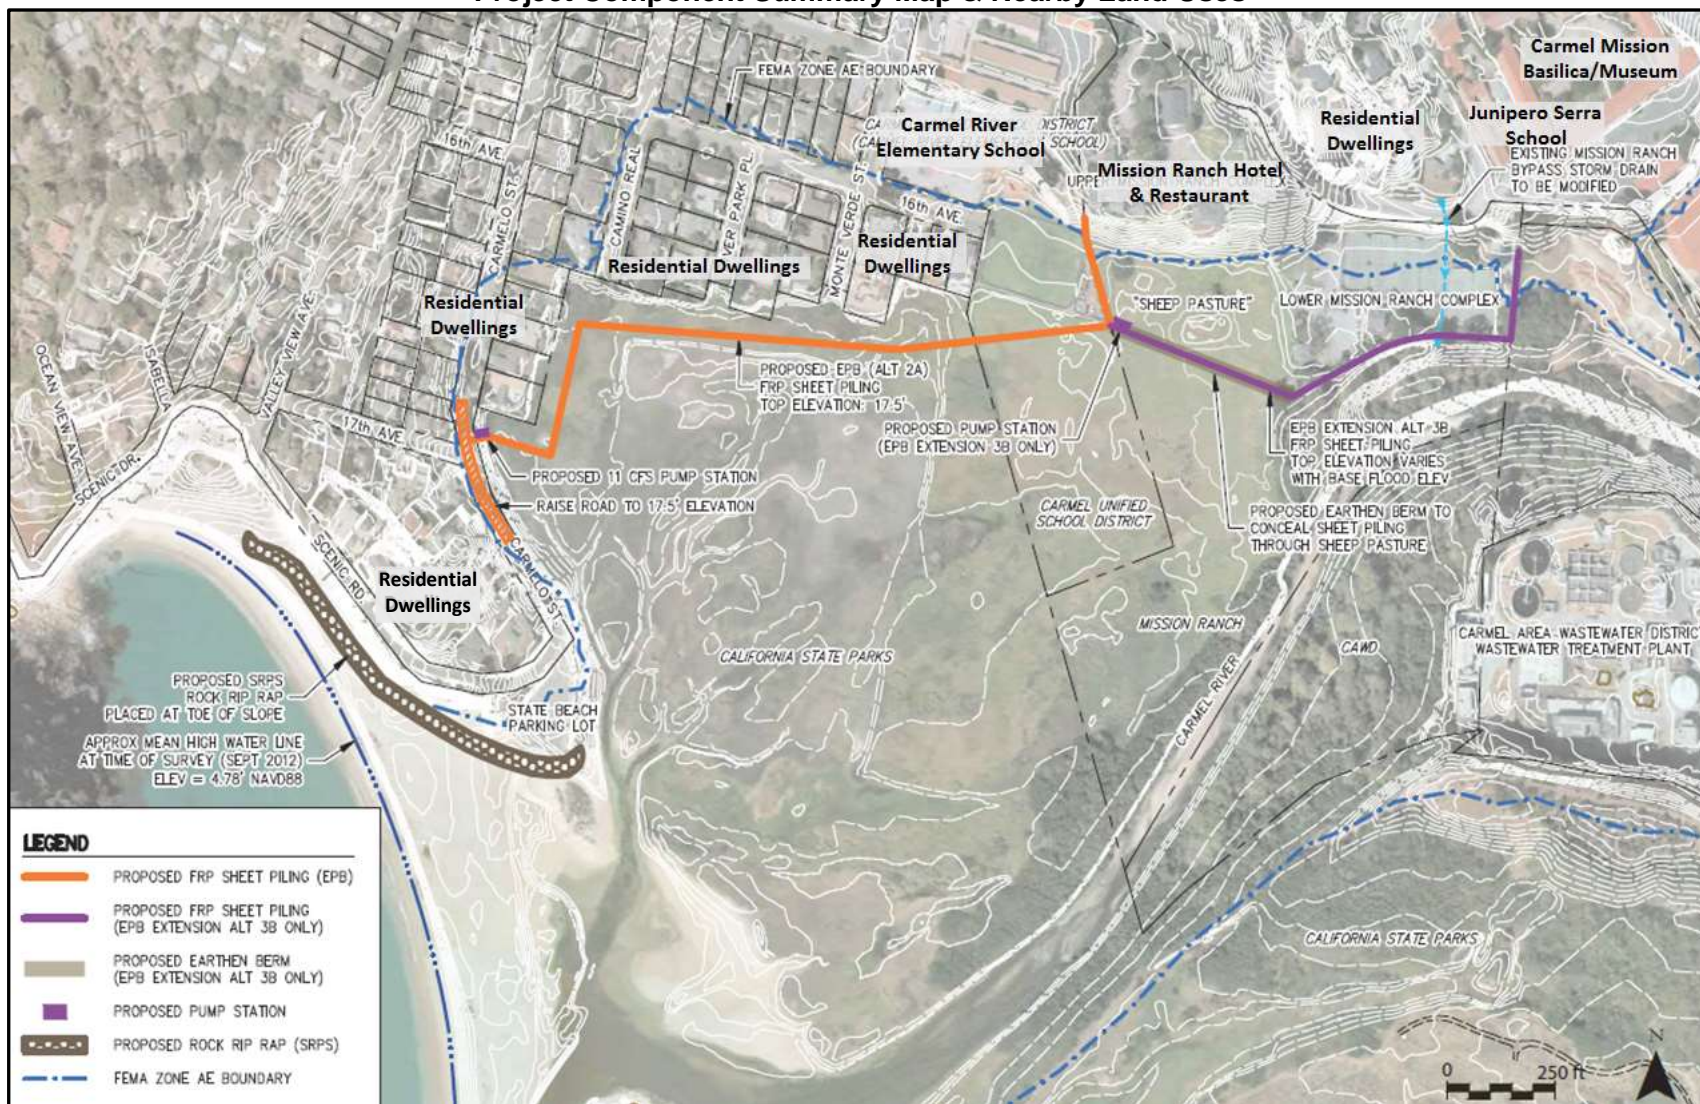 Project Component Summary Map & Nearby Land Uses
Carmel Mission
Basilica/Museum
FEMA ZONE AE BOUNDARY
Carmel River
Elementary School
Residential
Dwellings
Junipero Serra
School
EXISTING MISSION RANCH
BYPASS STORM DRAIN
TO BE MODIFIED
16th AVE.
CARMELO ST.
CAMINO REAL
RIVER PARK PL.
MONTE VERDE ST.
16th AVE.
Mission Ranch Hotel
& Restaurant
Residential
Dwellings
Residential Dwellings
Residential
Dwellings
"SHEEP PASTURE"
LOWER MISSION RANCH COMPLEX
OCEAN VIEW AVE.
ISABELLA
VALLEY VIEW AVE.
17th AVE
SCENIC DR.
PROPOSED EPB (ALT 2A)
FRP SHEET PILING
TOP ELEVATION: 17.5'
PROPOSED PUMP STATION
(EPB EXTENSION 3B ONLY)
EPB EXTENSION ALT 3B
FRP SHEET PILING
TOP ELEVATION VARIES
WITH BASE FLOOD ELEV
PROPOSED 11 CFS PUMP STATION
RAISE ROAD TO 17.5' ELEVATION
CARMEL UNIFIED
SCHOOL DISTRICT
PROPOSED EARTHEN BERM TO
CONCEAL SHEET PILING
THROUGH SHEEP PASTURE
SCENIC RD.
CARMELO ST.
Residential
Dwellings
MISSION RANCH
CAWD
CARMEL AREA WASTEWATER DISTRICT
WASTEWATER TREATMENT PLANT
CALIFORNIA STATE PARKS
CARMEL RIVER
PROPOSED SRPS
ROCK RIP RAP
PLACED AT TOE OF SLOPE
STATE BEACH
PARKING LOT
APPROX MEAN HIGH WATER LINE
AT TIME OF SURVEY (SEPT 2012)
ELEV = 4.78' NAVD88
CALIFORNIA STATE PARKS
LEGEND
PROPOSED FRP SHEET PILING (EPB)
PROPOSED FRP SHEET PILING
(EPB EXTENSION ALT 3B ONLY)
PROPOSED EARTHEN BERM
(EPB EXTENSION ALT 3B ONLY)
PROPOSED PUMP STATION
PROPOSED ROCK RIP RAP (SRPS)
FEMA ZONE AE BOUNDARY
0 250 ft
N